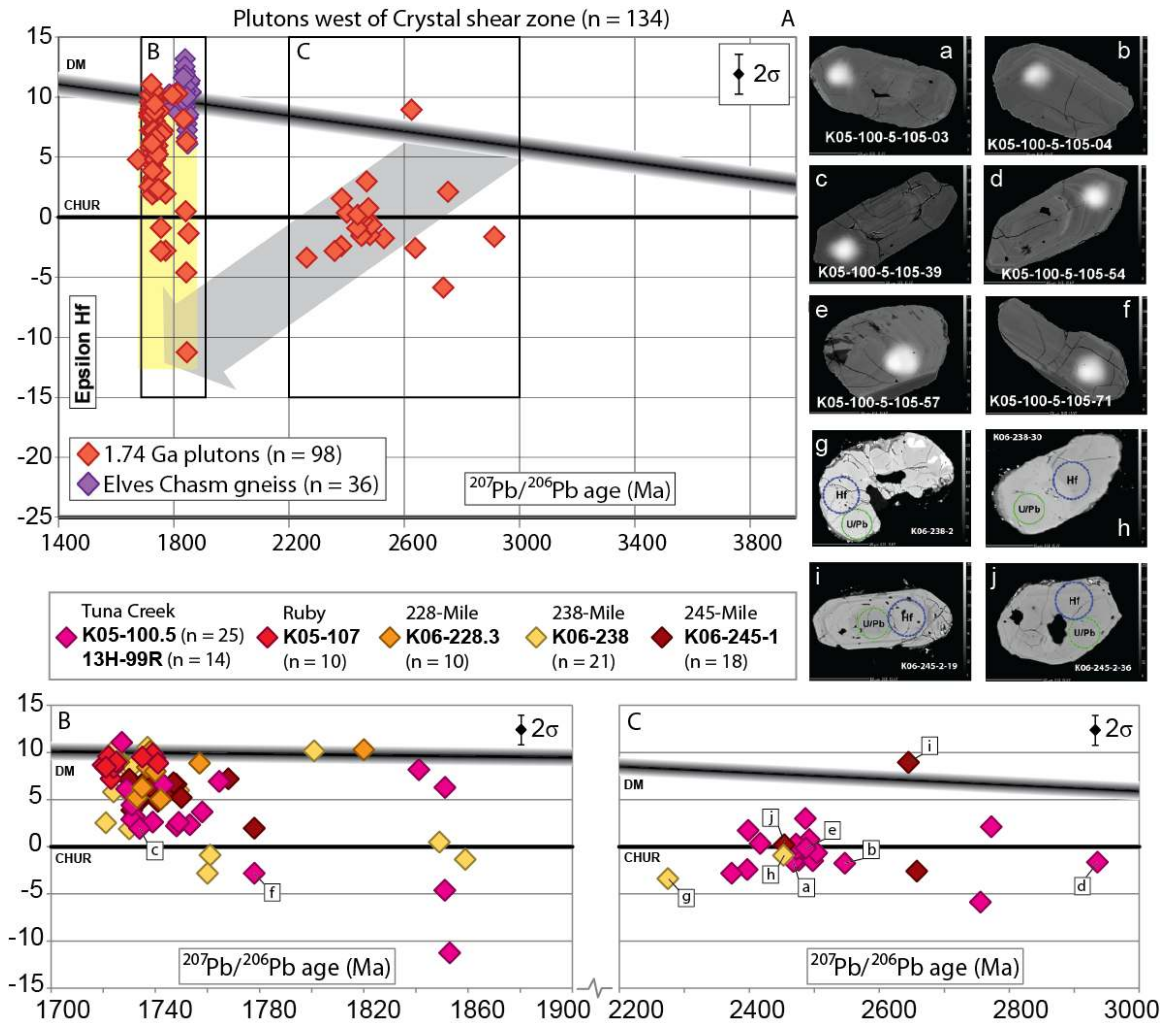 Plutons west of Crystal shear zone (n = 134)
A
15
10
5
0
-5
-10
-15
-20
-25
B
C
DM
CHUR
2σ
Epsilon Hf
1.74 Ga plutons (n = 98)
Elves Chasm gneiss (n = 36)
²⁰⁷Pb/²⁰⁶Pb age (Ma)
1400 1800 2200 2600 3000 3400 3800
a
K05-100-5-105-03
b
K05-100-5-105-04
c
K05-100-5-105-39
d
K05-100-5-105-54
e
K05-100-5-105-57
f
K05-100-5-105-71
g
Hf
U/Pb
K06-238-2
K06-238-30
Hf
U/Pb
h
i
U/Pb
Hf
K06-245-2-19
j
Hf
U/Pb
K06-245-2-36
Tuna Creek
K05-100.5 (n = 25)
13H-99R (n = 14)
Ruby
K05-107
(n = 10)
228-Mile
K06-228.3
(n = 10)
238-Mile
K06-238
(n = 21)
245-Mile
K06-245-1
(n = 18)
15
10
5
0
-5
-10
-15
B
2σ
DM
CHUR
c
f
²⁰⁷Pb/²⁰⁶Pb age (Ma)
1700 1740 1780 1820 1860 1900
C
2σ
i
DM
j
e
CHUR
b
g
h
a
d
²⁰⁷Pb/²⁰⁶Pb age (Ma)
2200 2400 2600 2800 3000